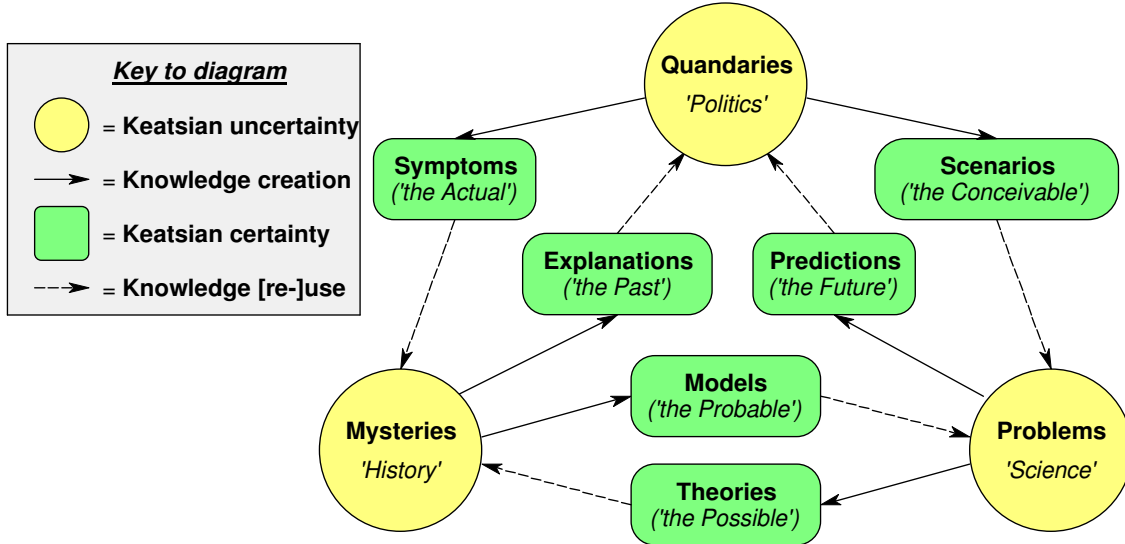 Key to diagram
= Keatsian uncertainty
= Knowledge creation
= Keatsian certainty
= Knowledge [re-]use
Quandaries
'Politics'
Symptoms
('the Actual')
Scenarios
('the Conceivable')
Explanations
('the Past')
Predictions
('the Future')
Models
('the Probable')
Mysteries
'History'
Problems
'Science'
Theories
('the Possible')